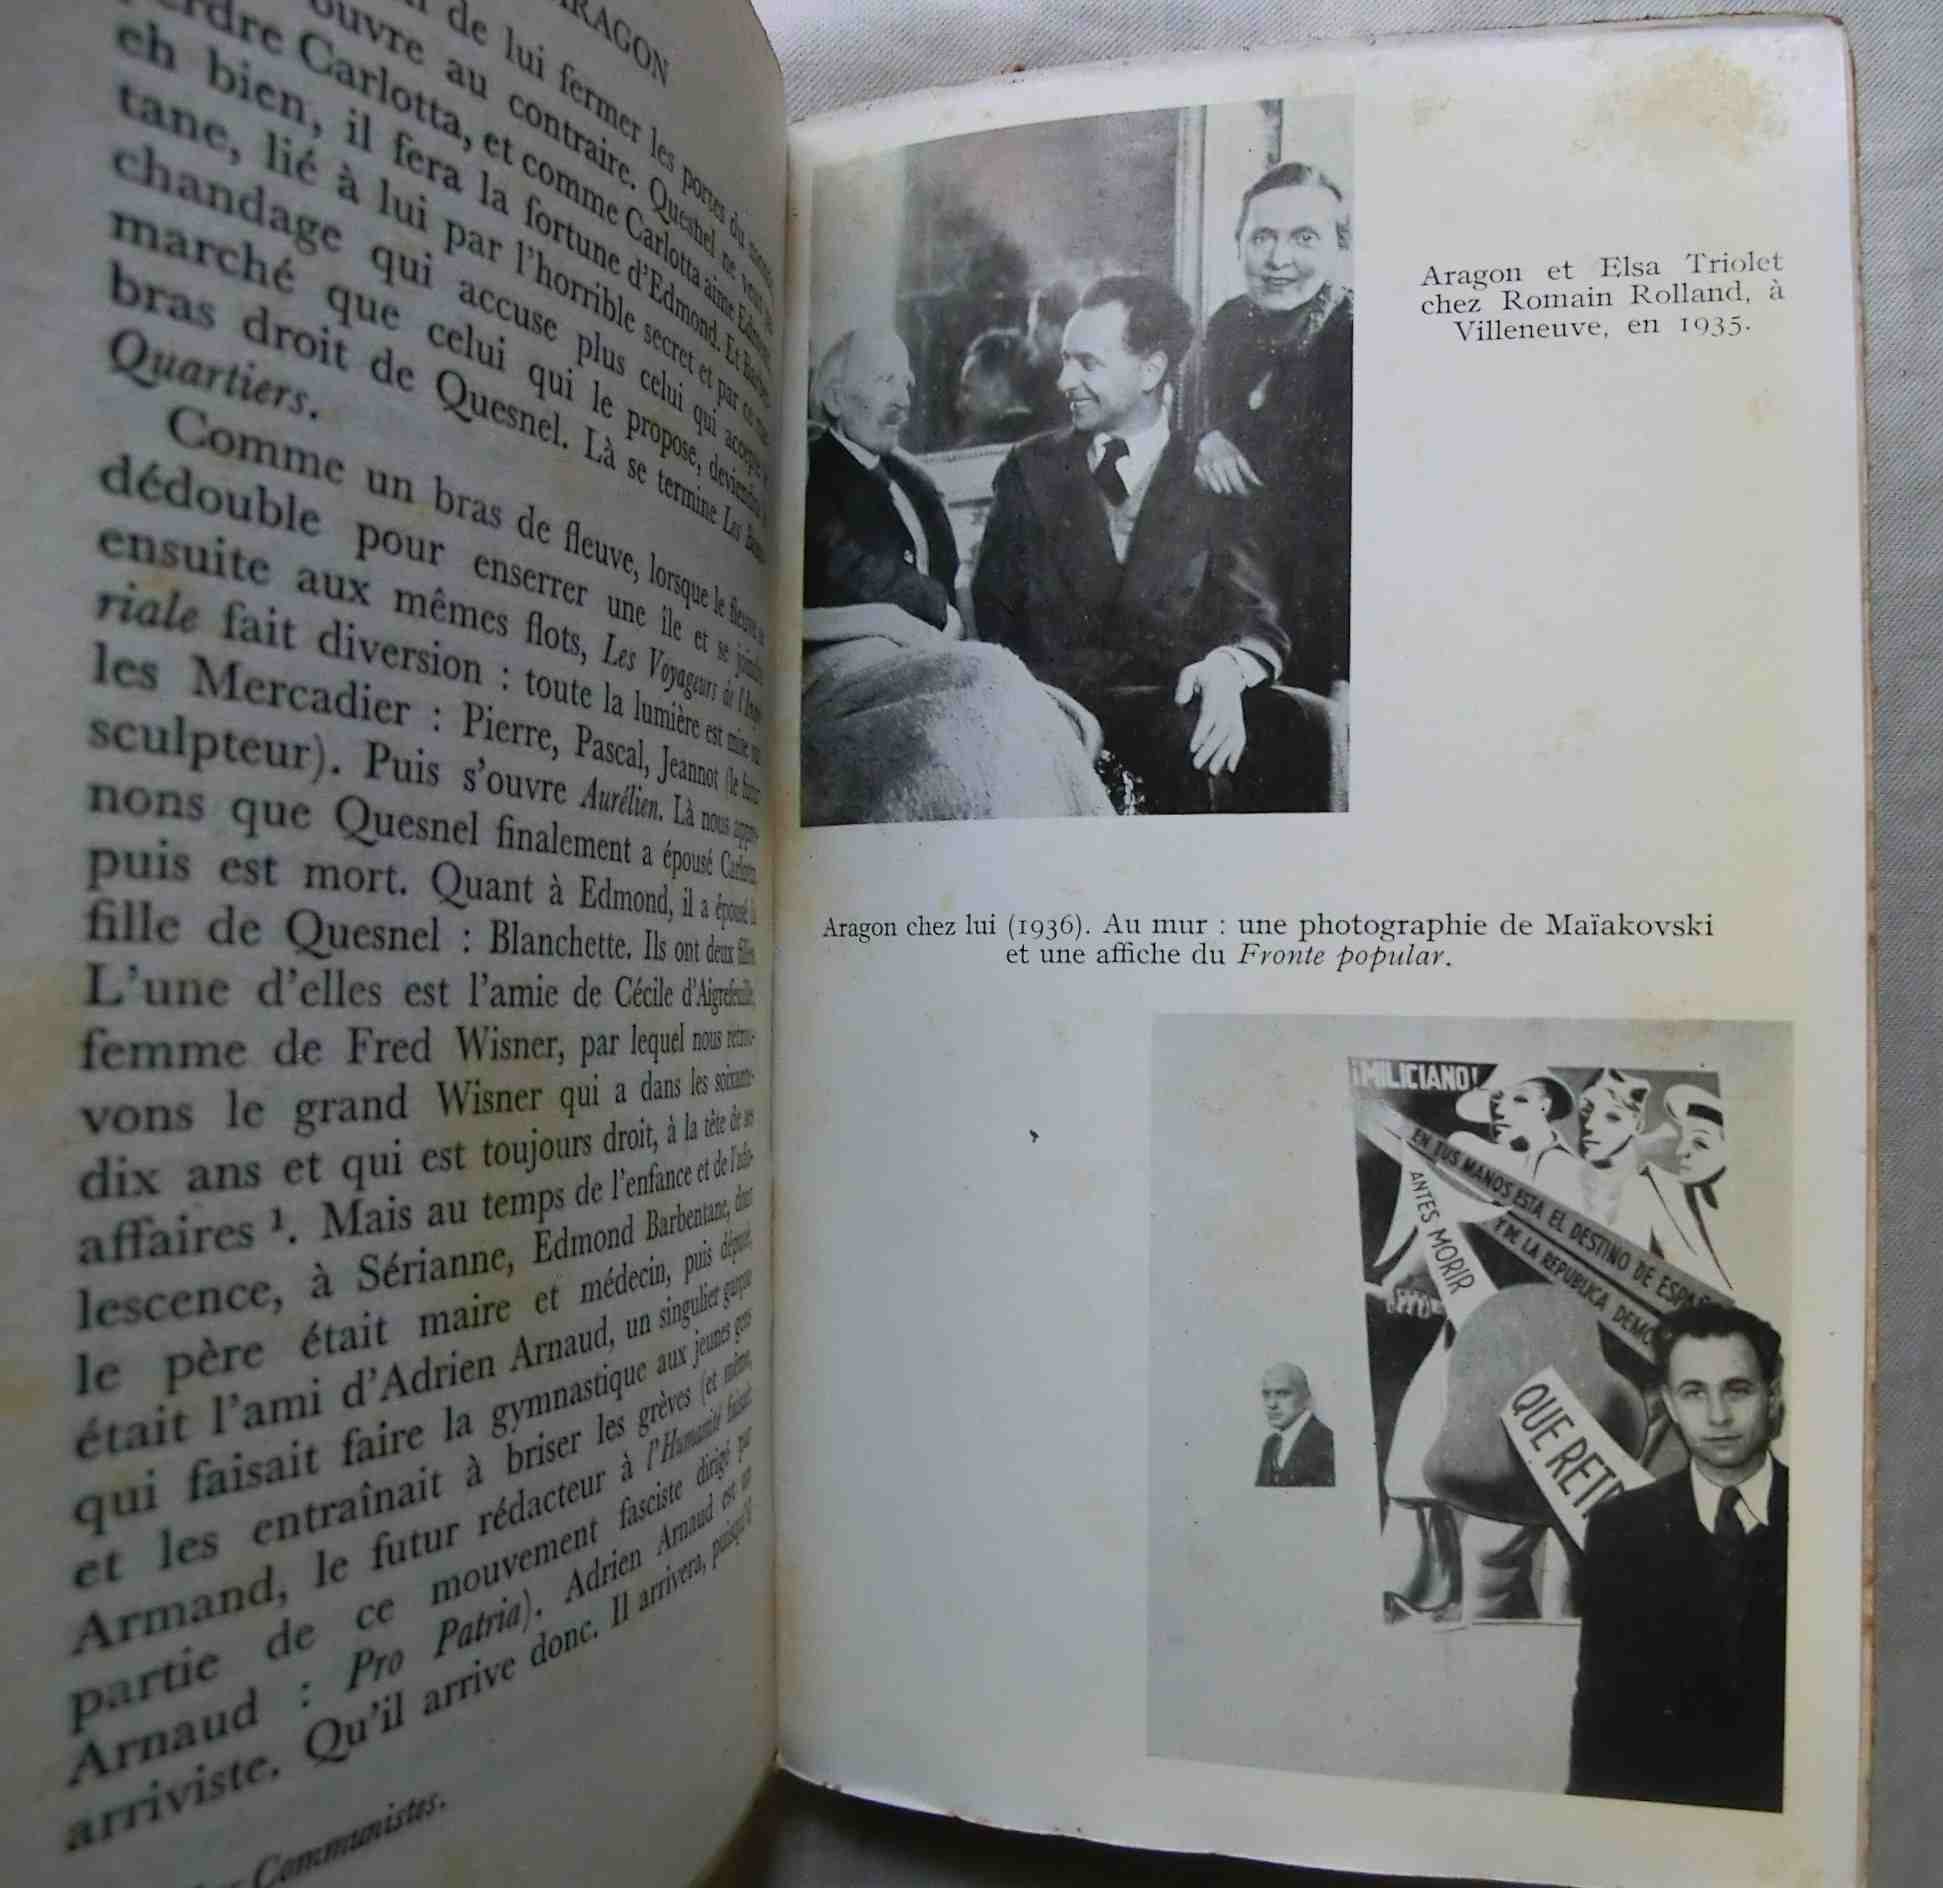 ARAGON
de lui fermer les portes du monde
ouvre au contraire. Quesnel ne veut
perdre Carlotta, et comme Carlotta aime Edmond,
eh bien, il fera la fortune d'Edmond. Et
tane, lié à lui par l'horrible secret et par ce
chandage qui accuse plus celui qui accepte
marché que celui qui le propose, deviendra
bras droit de Quesnel. Là se termine Les Beaux
Quartiers.
Comme un bras de fleuve, lorsque le fleuve se
dédouble pour enserrer une île et se joindre
ensuite aux mêmes flots, Les Voyageurs de l'Impé-
riale fait diversion : toute la lumière est mise sur
les Mercadier : Pierre, Pascal, Jeannot (le futur
sculpteur). Puis s'ouvre Aurélien. Là nous appre-
nons que Quesnel finalement a épousé Carlotta
puis est mort. Quant à Edmond, il a épousé la
fille de Quesnel : Blanchette. Ils ont deux filles.
L'une d'elles est l'amie de Cécile d'Aigrefeuille,
femme de Fred Wisner, par lequel nous retrou-
vons le grand Wisner qui a dans les soixante-
dix ans et qui est toujours droit, à la tête de ses
affaires ¹. Mais au temps de l'enfance et de l'ado-
lescence, à Sérianne, Edmond Barbentane, dont
le père était maire et médecin, puis député,
était l'ami d'Adrien Arnaud, un singulier garçon
qui faisait faire la gymnastique aux jeunes gens
et les entraînait à briser les grèves (et même,
Armand, le futur rédacteur à l'Humanité faisait
partie de ce mouvement fasciste dirigé par
Arnaud : Pro Patria). Adrien Arnaud est un
arriviste. Qu'il arrive donc. Il arrivera, puisqu'il
Communistes.
Aragon et Elsa Triolet
chez Romain Rolland, à
Villeneuve, en 1935.
Aragon chez lui (1936). Au mur : une photographie de Maïakovski
et une affiche du Fronte popular.
¡MILICIANO!
EN TUS MANOS ESTA EL DESTINO DE ESPA
Y DE LA REPUBLICA DEMO
ANTES MORIR
QUE RETR